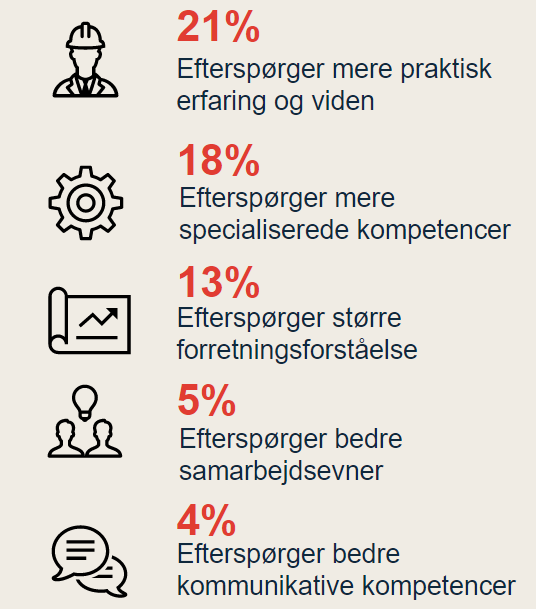 21%
Efterspørger mere praktisk
erfaring og viden
18%
Efterspørger mere
specialiserede kompetencer
13%
Efterspørger større
forretningsforståelse
5%
Efterspørger bedre
samarbejdsevner
4%
Efterspørger bedre
kommunikative kompetencer